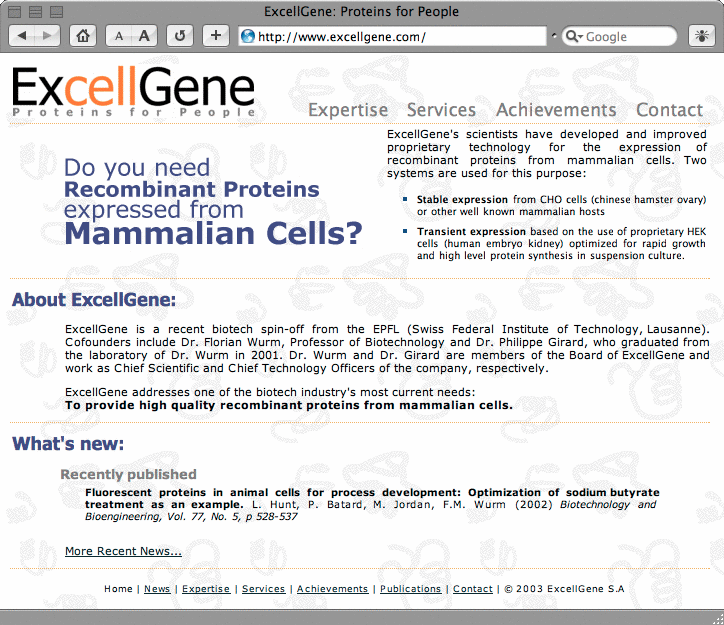 ExcellGene: Proteins for People
A A
http://www.excellgene.com/
Google
ExcellGene
Proteins for People
Expertise Services Achievements Contact
ExcellGene's scientists have developed and improved
proprietary technology for the expression of
recombinant proteins from mammalian cells. Two
systems are used for this purpose:
Do you need
Recombinant Proteins
expressed from
Mammalian Cells?
Stable expression from CHO cells (chinese hamster ovary)
or other well known mammalian hosts
Transient expression based on the use of proprietary HEK
cells (human embryo kidney) optimized for rapid growth
and high level protein synthesis in suspension culture.
About ExcellGene:
ExcellGene is a recent biotech spin-off from the EPFL (Swiss Federal Institute of Technology, Lausanne).
Cofounders include Dr. Florian Wurm, Professor of Biotechnology and Dr. Philippe Girard, who graduated from
the laboratory of Dr. Wurm in 2001. Dr. Wurm and Dr. Girard are members of the Board of ExcellGene and
work as Chief Scientific and Chief Technology Officers of the company, respectively.
ExcellGene addresses one of the biotech industry's most current needs:
To provide high quality recombinant proteins from mammalian cells.
What's new:
Recently published
Fluorescent proteins in animal cells for process development: Optimization of sodium butyrate
treatment as an example. L. Hunt, P. Batard, M. Jordan, F.M. Wurm (2002) Biotechnology and
Bioengineering, Vol. 77, No. 5, p 528-537
More Recent News...
Home | News | Expertise | Services | Achievements | Publications | Contact | © 2003 ExcellGene S.A